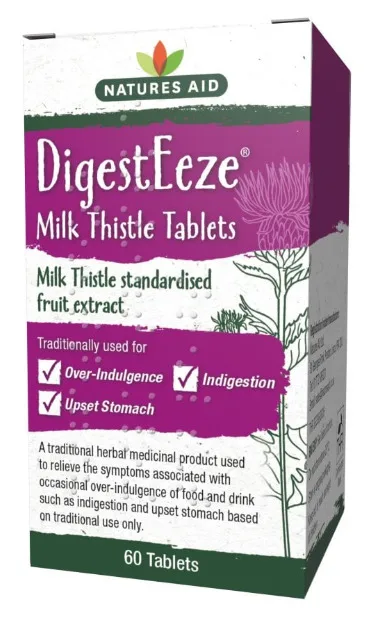 NATURES AID
DigestEeze®
Milk Thistle Tablets
Milk Thistle standardised
fruit extract
Traditionally used for
Over-Indulgence
Indigestion
Upset Stomach
A traditional herbal medicinal product used
to relieve the symptoms associated with
occasional over-indulgence of food and drink
such as indigestion and upset stomach based
on traditional use only.
60 Tablets